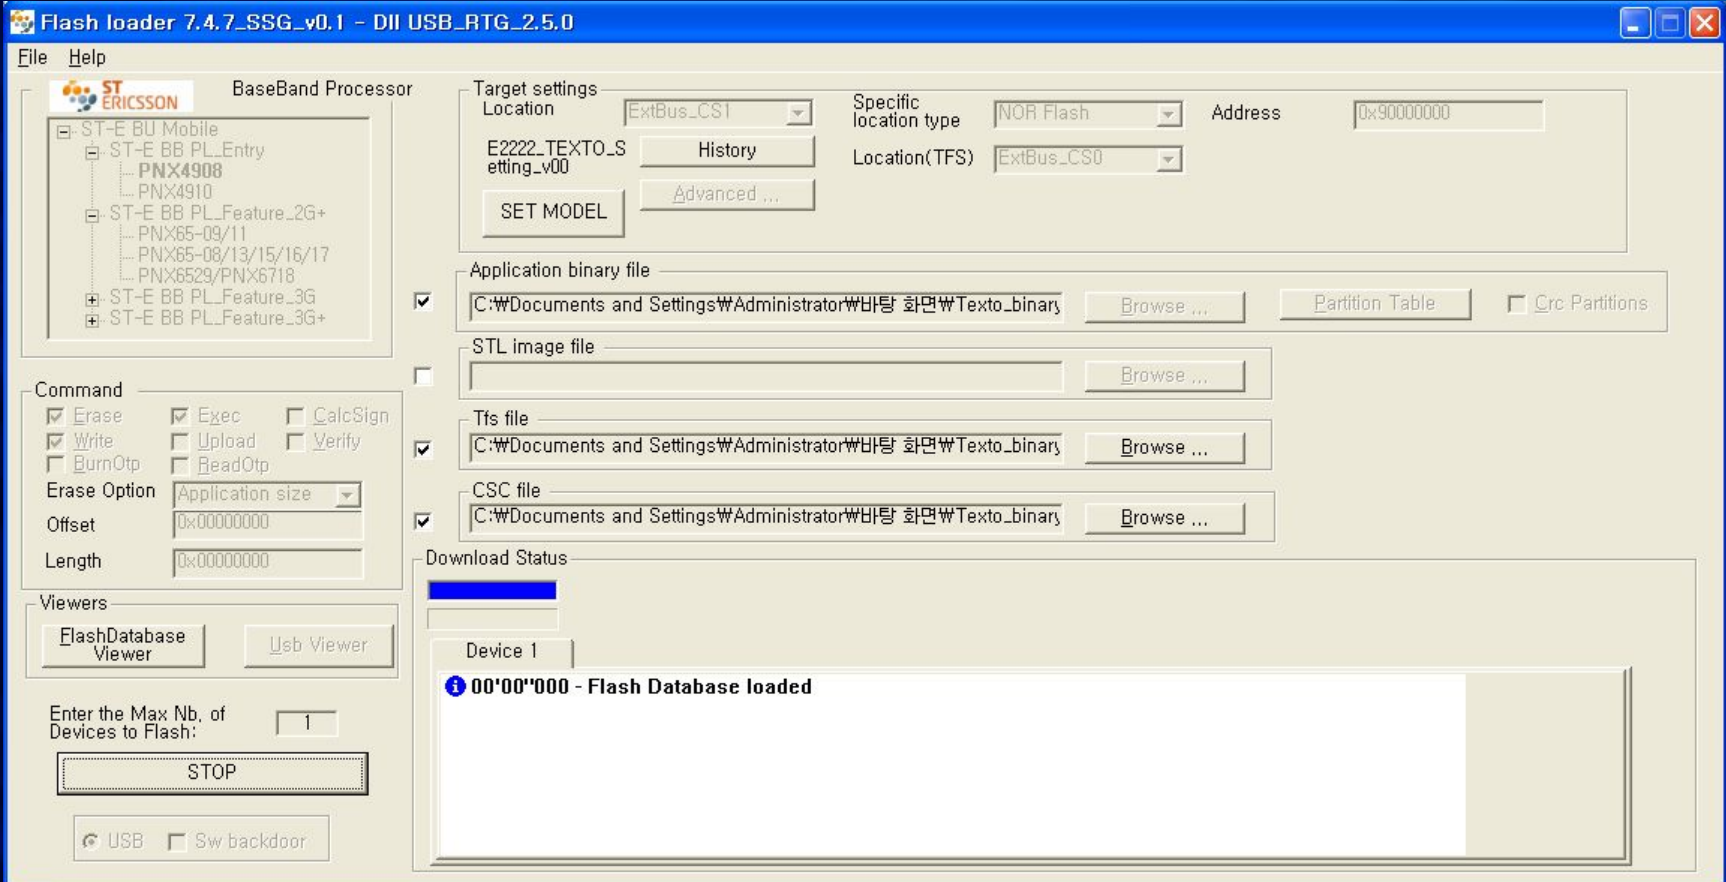 Flash loader 7.4.7_SSG_v0.1 - Dll USB_RTG_2.5.0
File Help
ST
ERICSSON
BaseBand Processor
ST-E BU Mobile
ST-E BB PL_Entry
PNX4908
PNX4910
ST-E BB PL_Feature_2G+
PNX65-09/11
PNX65-08/13/15/16/17
PNX6529/PNX6718
ST-E BB PL_Feature_3G
ST-E BB PL_Feature_3G+
Target settings
Location
ExtBus_CS1
Specific
location type
NOR Flash
Address
0x90000000
E2222_TEXTO_S
etting_v00
History
Location(TFS)
ExtBus_CS0
Advanced ...
SET MODEL
Application binary file
C:₩Documents and Settings₩Administrator₩바탕 화면₩Texto_binary
Browse ...
Partition Table
Crc Partitions
STL image file
Browse ...
Tfs file
C:₩Documents and Settings₩Administrator₩바탕 화면₩Texto_binary
Browse ...
CSC file
C:₩Documents and Settings₩Administrator₩바탕 화면₩Texto_binary
Browse ...
Command
Erase Exec CalcSign
Write Upload Verify
BurnOtp ReadOtp
Erase Option Application size
Offset 0x00000000
Length 0x00000000
Viewers
FlashDatabase
Viewer
Usb Viewer
Enter the Max Nb, of
Devices to Flash:
1
STOP
USB Sw backdoor
Download Status
Device 1
00'00''000 - Flash Database loaded